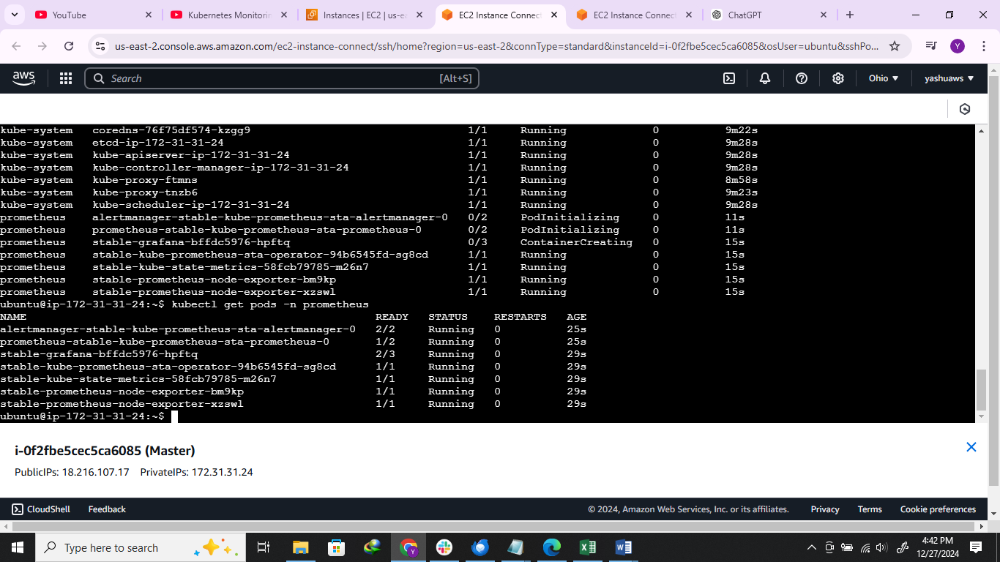 YouTube
Kubernetes Monitorin
Instances | EC2 | us-ea
EC2 Instance Connect
EC2 Instance Connect
ChatGPT
us-east-2.console.aws.amazon.com/ec2-instance-connect/ssh/home?region=us-east-2&connType=standard&instanceId=i-0f2fbe5cec5ca6085&osUser=ubuntu&sshPo...
Y
aws
Search
[Alt+S]
Ohio
yashuaws
kube-system coredns-76f75df574-kzgg9 1/1 Running 0 9m22s
kube-system etcd-ip-172-31-31-24 1/1 Running 0 9m28s
kube-system kube-apiserver-ip-172-31-31-24 1/1 Running 0 9m28s
kube-system kube-controller-manager-ip-172-31-31-24 1/1 Running 0 9m28s
kube-system kube-proxy-ftmns 1/1 Running 0 8m58s
kube-system kube-proxy-tnzb6 1/1 Running 0 9m23s
kube-system kube-scheduler-ip-172-31-31-24 1/1 Running 0 9m28s
prometheus alertmanager-stable-kube-prometheus-sta-alertmanager-0 0/2 PodInitializing 0 11s
prometheus prometheus-stable-kube-prometheus-sta-prometheus-0 0/2 PodInitializing 0 11s
prometheus stable-grafana-bffdc5976-hpftq 0/3 ContainerCreating 0 15s
prometheus stable-kube-prometheus-sta-operator-94b6545fd-sg8cd 1/1 Running 0 15s
prometheus stable-kube-state-metrics-58fcb79785-m26n7 1/1 Running 0 15s
prometheus stable-prometheus-node-exporter-bm9kp 1/1 Running 0 15s
prometheus stable-prometheus-node-exporter-xzswl 1/1 Running 0 15s
ubuntu@ip-172-31-31-24:~$ kubectl get pods -n prometheus
NAME READY STATUS RESTARTS AGE
alertmanager-stable-kube-prometheus-sta-alertmanager-0 2/2 Running 0 25s
prometheus-stable-kube-prometheus-sta-prometheus-0 1/2 Running 0 25s
stable-grafana-bffdc5976-hpftq 2/3 Running 0 29s
stable-kube-prometheus-sta-operator-94b6545fd-sg8cd 1/1 Running 0 29s
stable-kube-state-metrics-58fcb79785-m26n7 1/1 Running 0 29s
stable-prometheus-node-exporter-bm9kp 1/1 Running 0 29s
stable-prometheus-node-exporter-xzswl 1/1 Running 0 29s
ubuntu@ip-172-31-31-24:~$
i-0f2fbe5cec5ca6085 (Master)
PublicIPs: 18.216.107.17 PrivateIPs: 172.31.31.24
CloudShell Feedback © 2024, Amazon Web Services, Inc. or its affiliates. Privacy Terms Cookie preferences
Type here to search
4:42 PM
12/27/2024